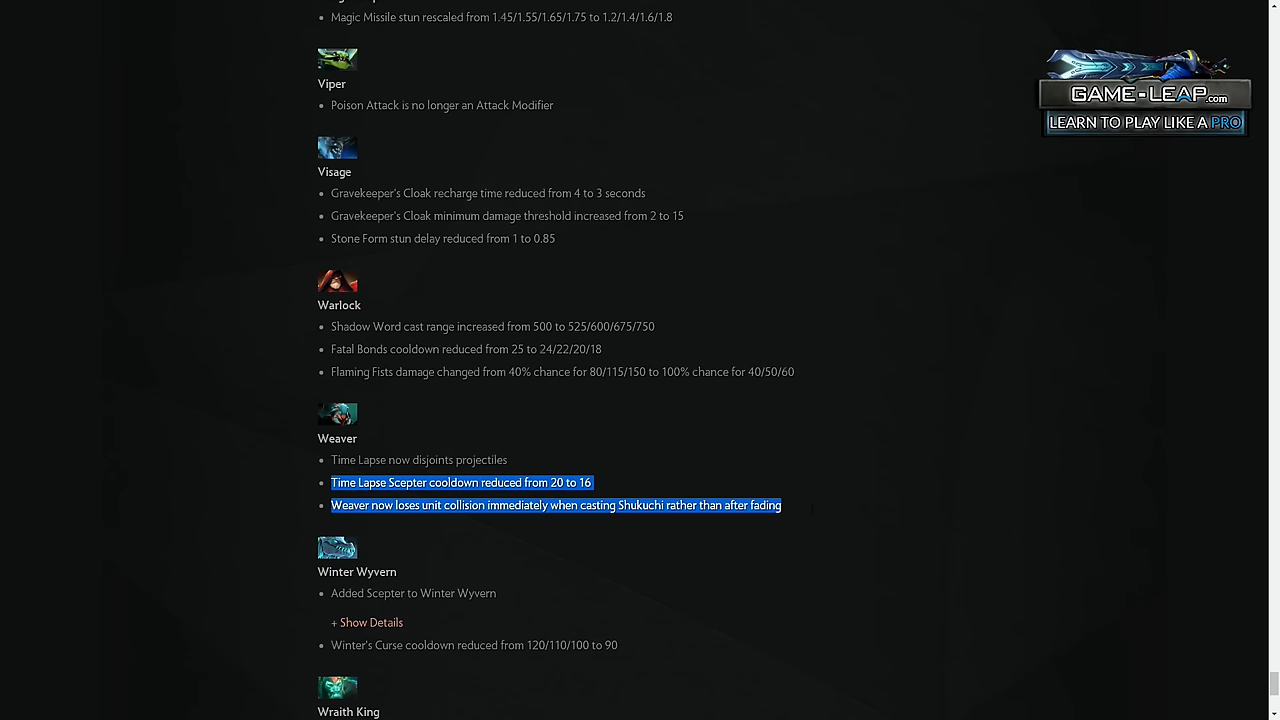 Magic Missile stun rescaled from 1.45/1.55/1.65/1.75 to 1.2/1.4/1.6/1.8
GAME-LEAP.com
LEARN TO PLAY LIKE A PRO
Viper
Poison Attack is no longer an Attack Modifier
Visage
Gravekeeper's Cloak recharge time reduced from 4 to 3 seconds
Gravekeeper's Cloak minimum damage threshold increased from 2 to 15
Stone Form stun delay reduced from 1 to 0.85
Warlock
Shadow Word cast range increased from 500 to 525/600/675/750
Fatal Bonds cooldown reduced from 25 to 24/22/20/18
Flaming Fists damage changed from 40% chance for 80/115/150 to 100% chance for 40/50/60
Weaver
Time Lapse now disjoints projectiles
Time Lapse Scepter cooldown reduced from 20 to 16
Weaver now loses unit collision immediately when casting Shukuchi rather than after fading
Winter Wyvern
Added Scepter to Winter Wyvern
+ Show Details
Winter's Curse cooldown reduced from 120/110/100 to 90
Wraith King